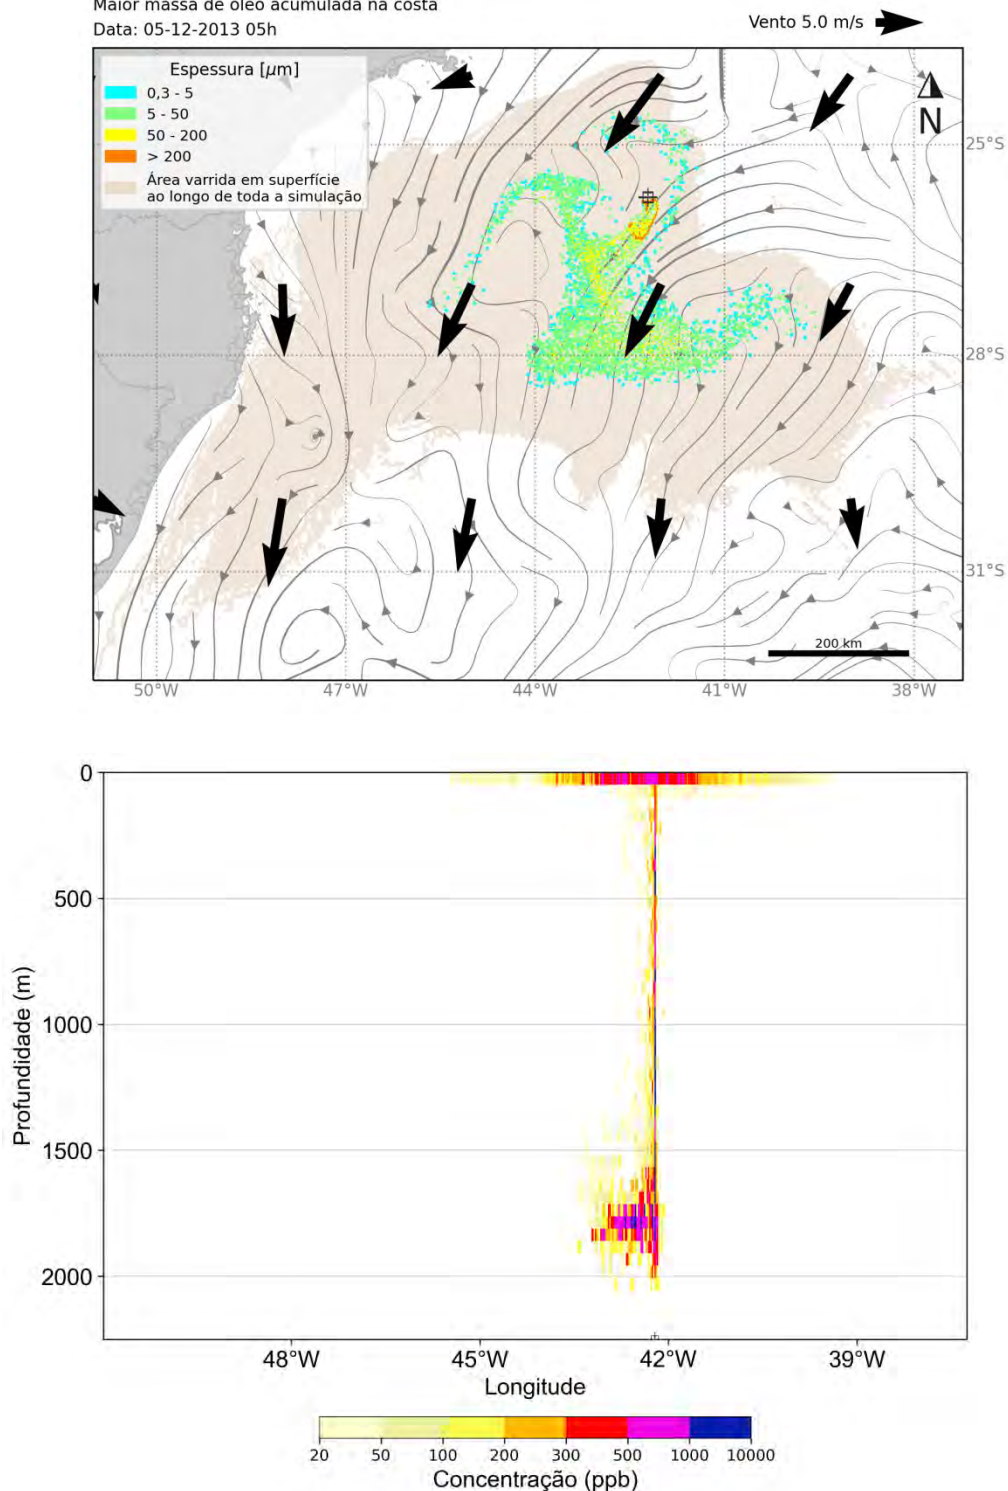 Maior massa de óleo acumulada na costa
Data: 05-12-2013 05h
Vento 5.0 m/s
Espessura [µm]
0,3 - 5
5 - 50
50 - 200
> 200
Área varrida em superfície
ao longo de toda a simulação
N
25°S
28°S
31°S
200 km
50°W 47°W 44°W 41°W 38°W
0
500
1000
1500
2000
Profundidade (m)
48°W 45°W 42°W 39°W
Longitude
20 50 100 200 300 500 1000 10000
Concentração (ppb)